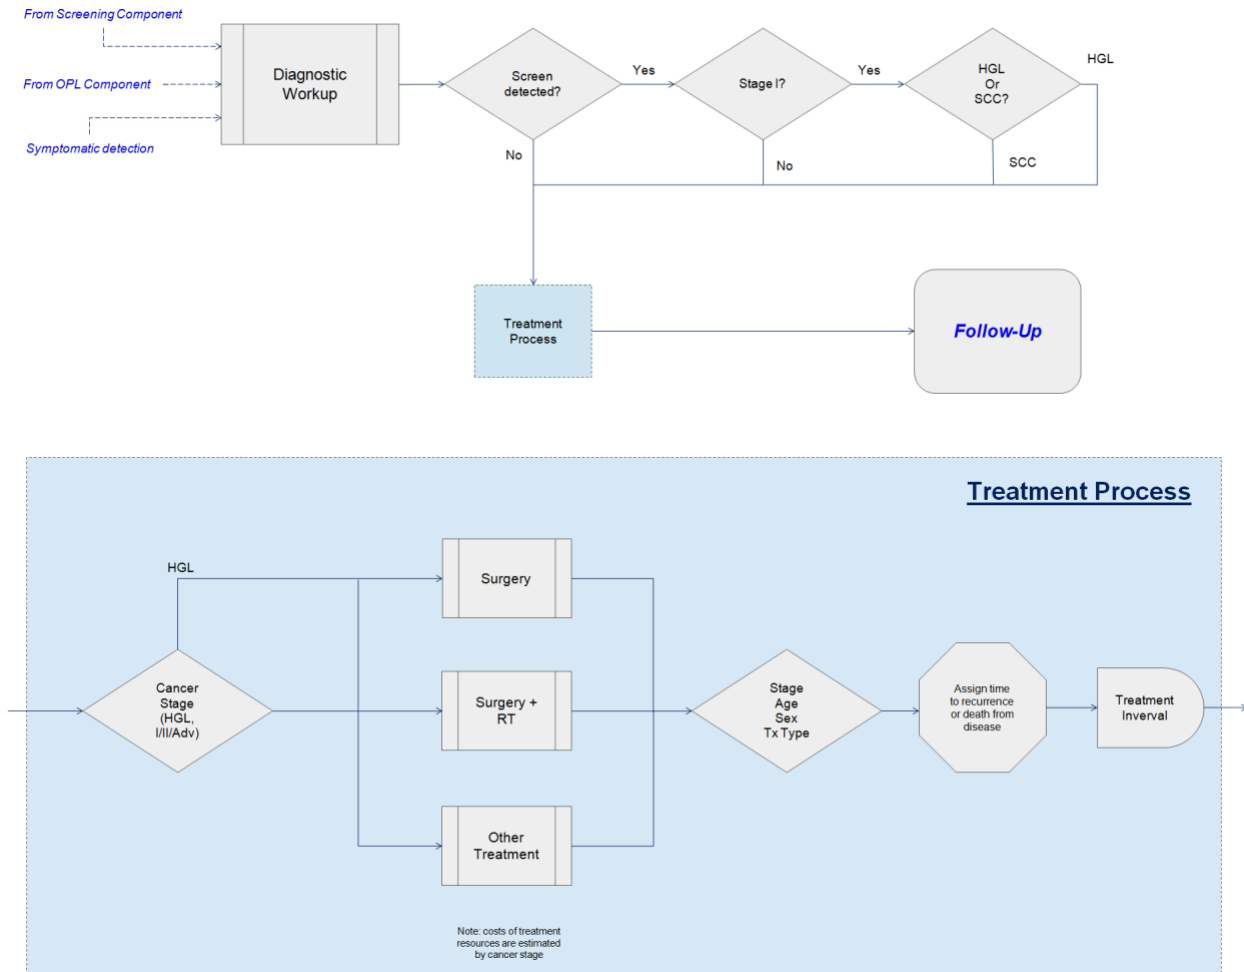 From Screening Component
From OPL Component
Symptomatic detection
Diagnostic
Workup
Screen
detected?
Yes
No
Stage I?
Yes
No
HGL
Or
SCC?
HGL
SCC
Treatment
Process
Follow-Up
Treatment Process
HGL
Cancer
Stage
(HGL,
I/II/Adv)
Surgery
Surgery +
RT
Other
Treatment
Note: costs of treatment
resources are estimated
by cancer stage
Stage
Age
Sex
Tx Type
Assign time
to recurrence
or death from
disease
Treatment
Inverval